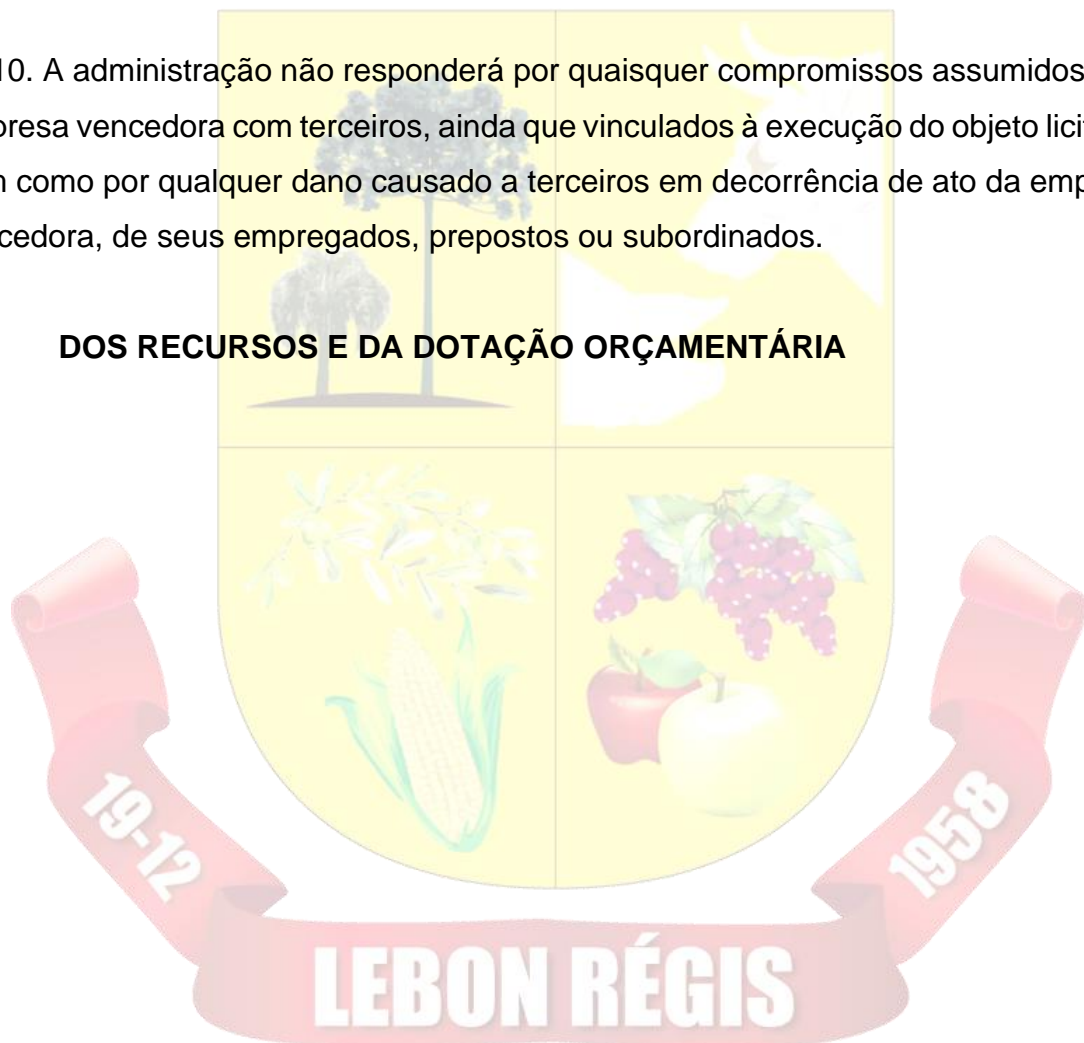 10. A administração não responderá por quaisquer compromissos assumidos
presa vencedora com terceiros, ainda que vinculados à execução do objeto licit
como por qualquer dano causado a terceiros em decorrência de ato da emp
cedora, de seus empregados, prepostos ou subordinados.
DOS RECURSOS E DA DOTAÇÃO ORÇAMENTÁRIA
19-12
1958
LEBON RÉGIS